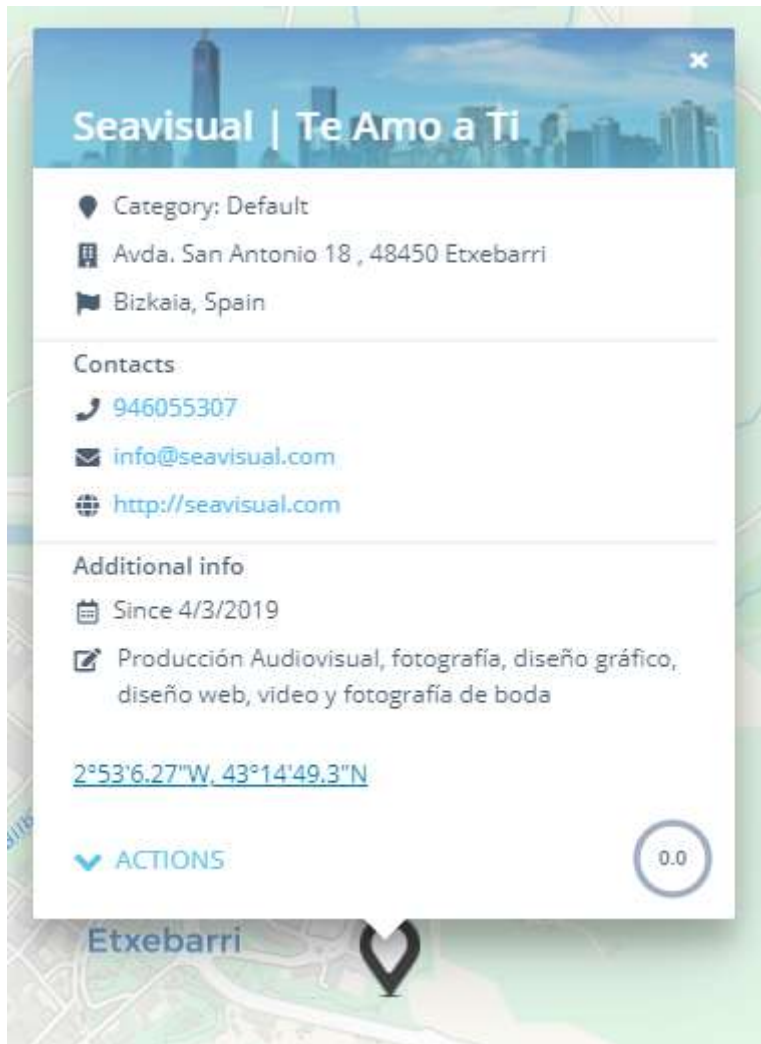 Seavisual | Te Amo a Ti
Category: Default
Avda. San Antonio 18 , 48450 Etxebarri
Bizkaia, Spain
Contacts
946055307
info@seavisual.com
http://seavisual.com
Additional info
Since 4/3/2019
Producción Audiovisual, fotografía, diseño gráfico,
diseño web, video y fotografía de boda
2°53'6.27"W, 43°14'49.3"N
ACTIONS
0.0
Etxebarri